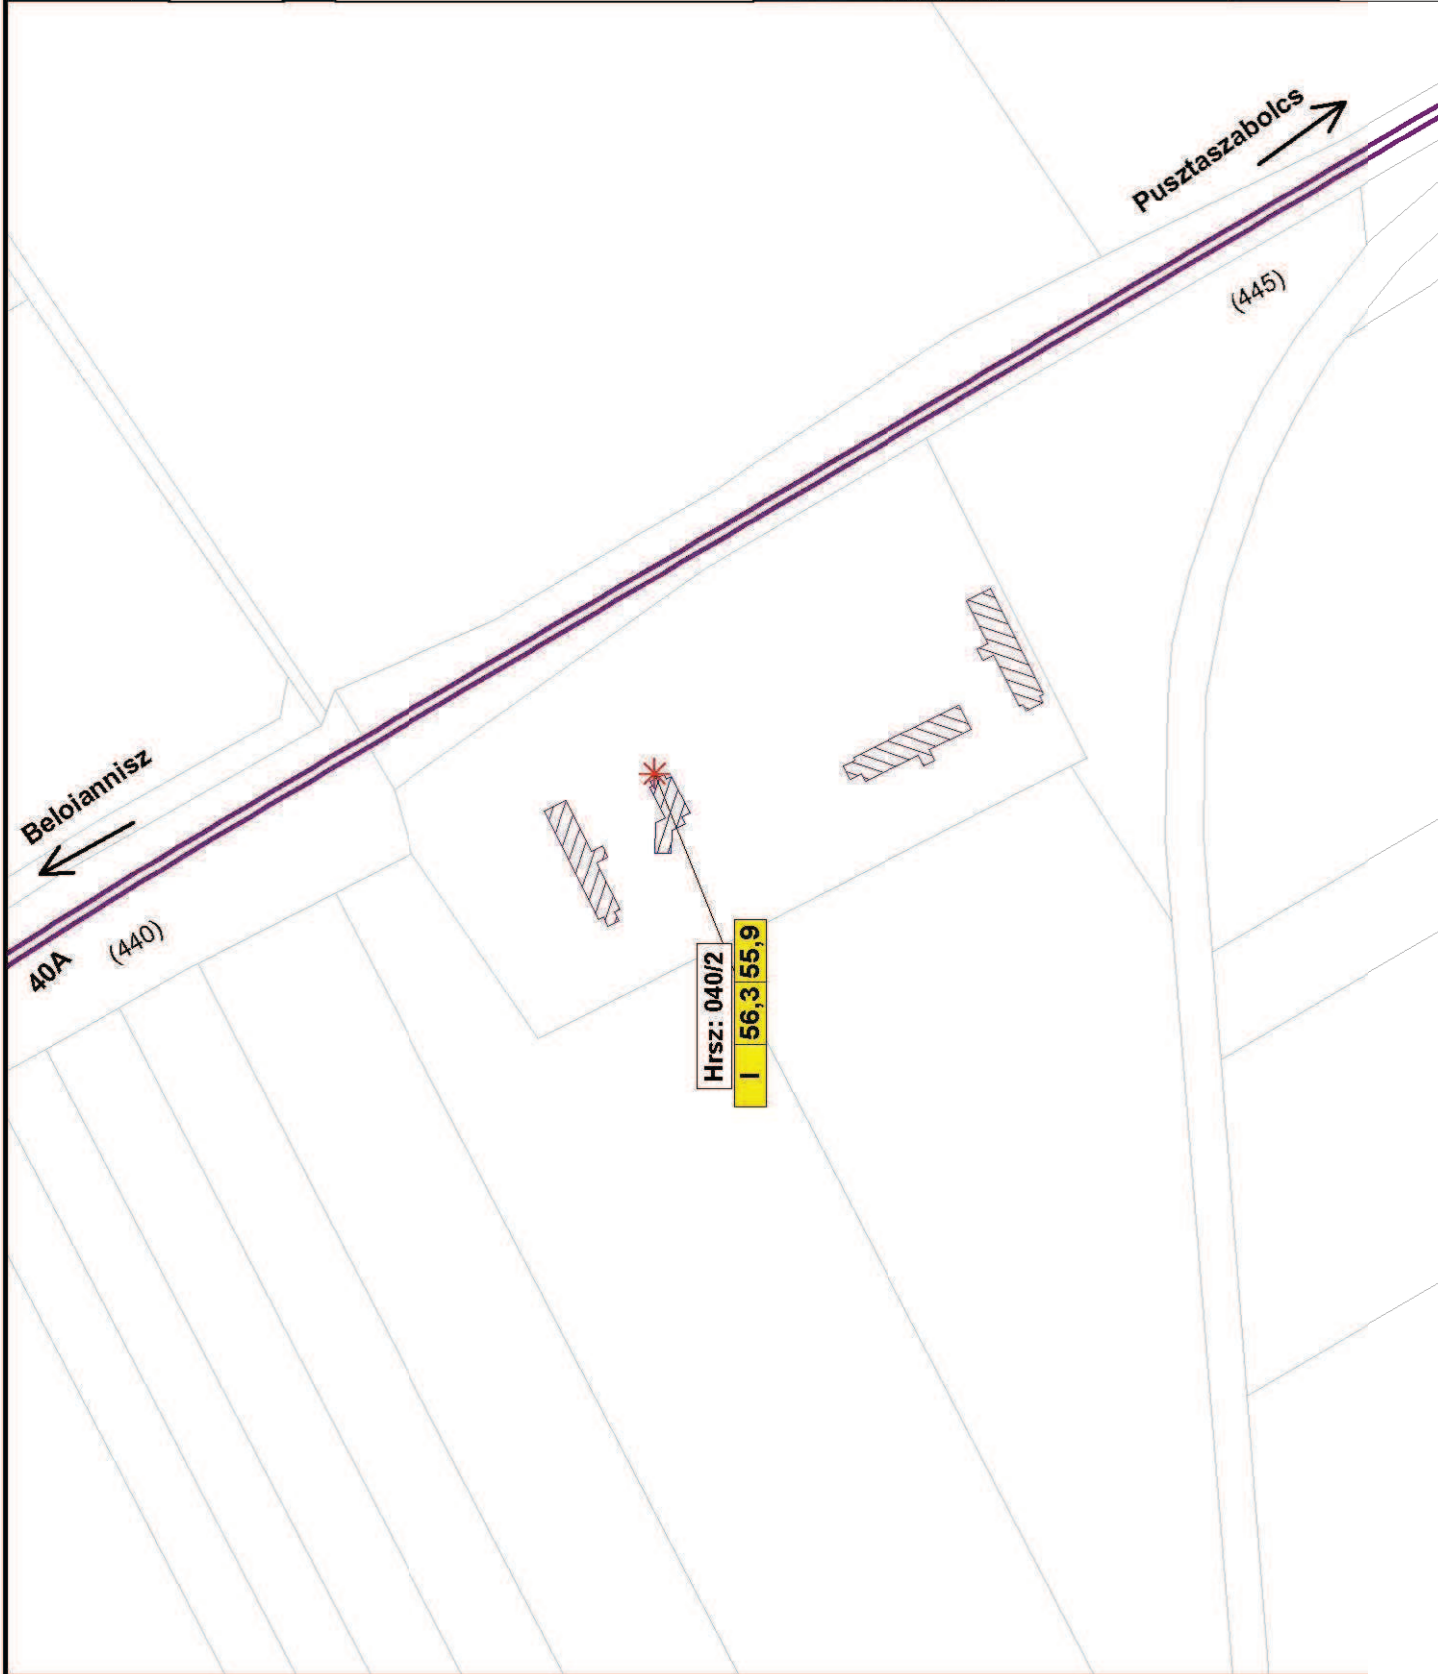 Pusztaszabolcs
(445)
Beloiannisz
(440)
40A
Hrsz: 040/2
I 56,3 55,9